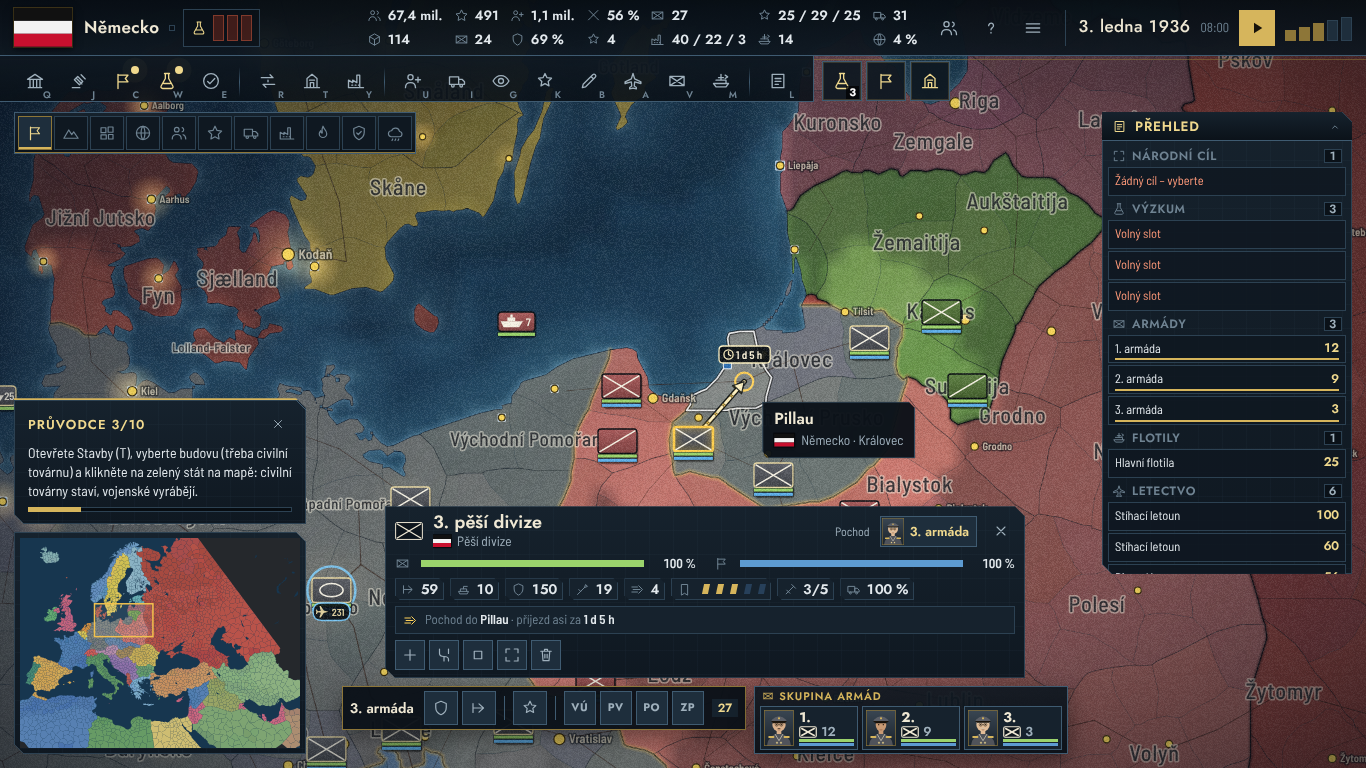 Německo
67,4 mil.
491
1,1 mil.
56 %
27
25 / 29 / 25
31
114
24
69 %
4
40 / 22 / 3
14
4 %
?
3. ledna 1936
08:00
Q
J
C
W
E
R
T
Y
U
I
G
K
B
A
V
M
L
3
Pskov
Aalborg
Riga
Kuronsko
Zemgale
Liepāja
Skåne
Aukštaitija
Aarhus
Jižní Jutsko
Žemaitija
Kodaň
Sjælland
Fyn
Tilsit
7
Lolland-Falster
1d5h
Královec
Kiel
25
Gdaňsk
Grodno
Grodno
Východní Pomořan
Bialystok
Pillau
Německo · Královec
PŘEHLED
NÁRODNÍ CÍL
1
Žádný cíl – vyberte
VÝZKUM
3
Volný slot
Volný slot
Volný slot
ARMÁDY
3
1. armáda
12
2. armáda
9
3. armáda
3
FLOTILY
1
Hlavní flotila
25
LETECTVO
6
Stíhací letoun
100
Stíhací letoun
60
PRŮVODCE 3/10
Otevřete Stavby (T), vyberte budovu (třeba civilní
továrnu) a klikněte na zelený stát na mapě: civilní
továrny staví, vojenské vyrábějí.
231
3. pěší divize
Pěší divize
Pochod
3. armáda
100 %
100 %
59
10
150
19
4
3/5
100 %
Pochod do Pillau · příjezd asi za 1 d 5 h
Polesí
Žytomyr
Volyň
Vratislav
3. armáda
VÚ
PV
PO
ZP
27
SKUPINA ARMÁD
1.
12
2.
9
3.
3